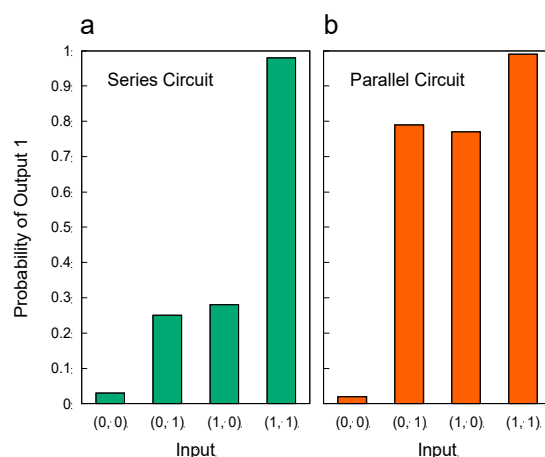 a
Series Circuit
Probability of Output 1
1
0.9
0.8
0.7
0.6
0.5
0.4
0.3
0.2
0.1
0
(0, 0) (0, 1) (1, 0) (1, 1)
Input
b
Parallel Circuit
(0, 0) (0, 1) (1, 0) (1, 1)
Input